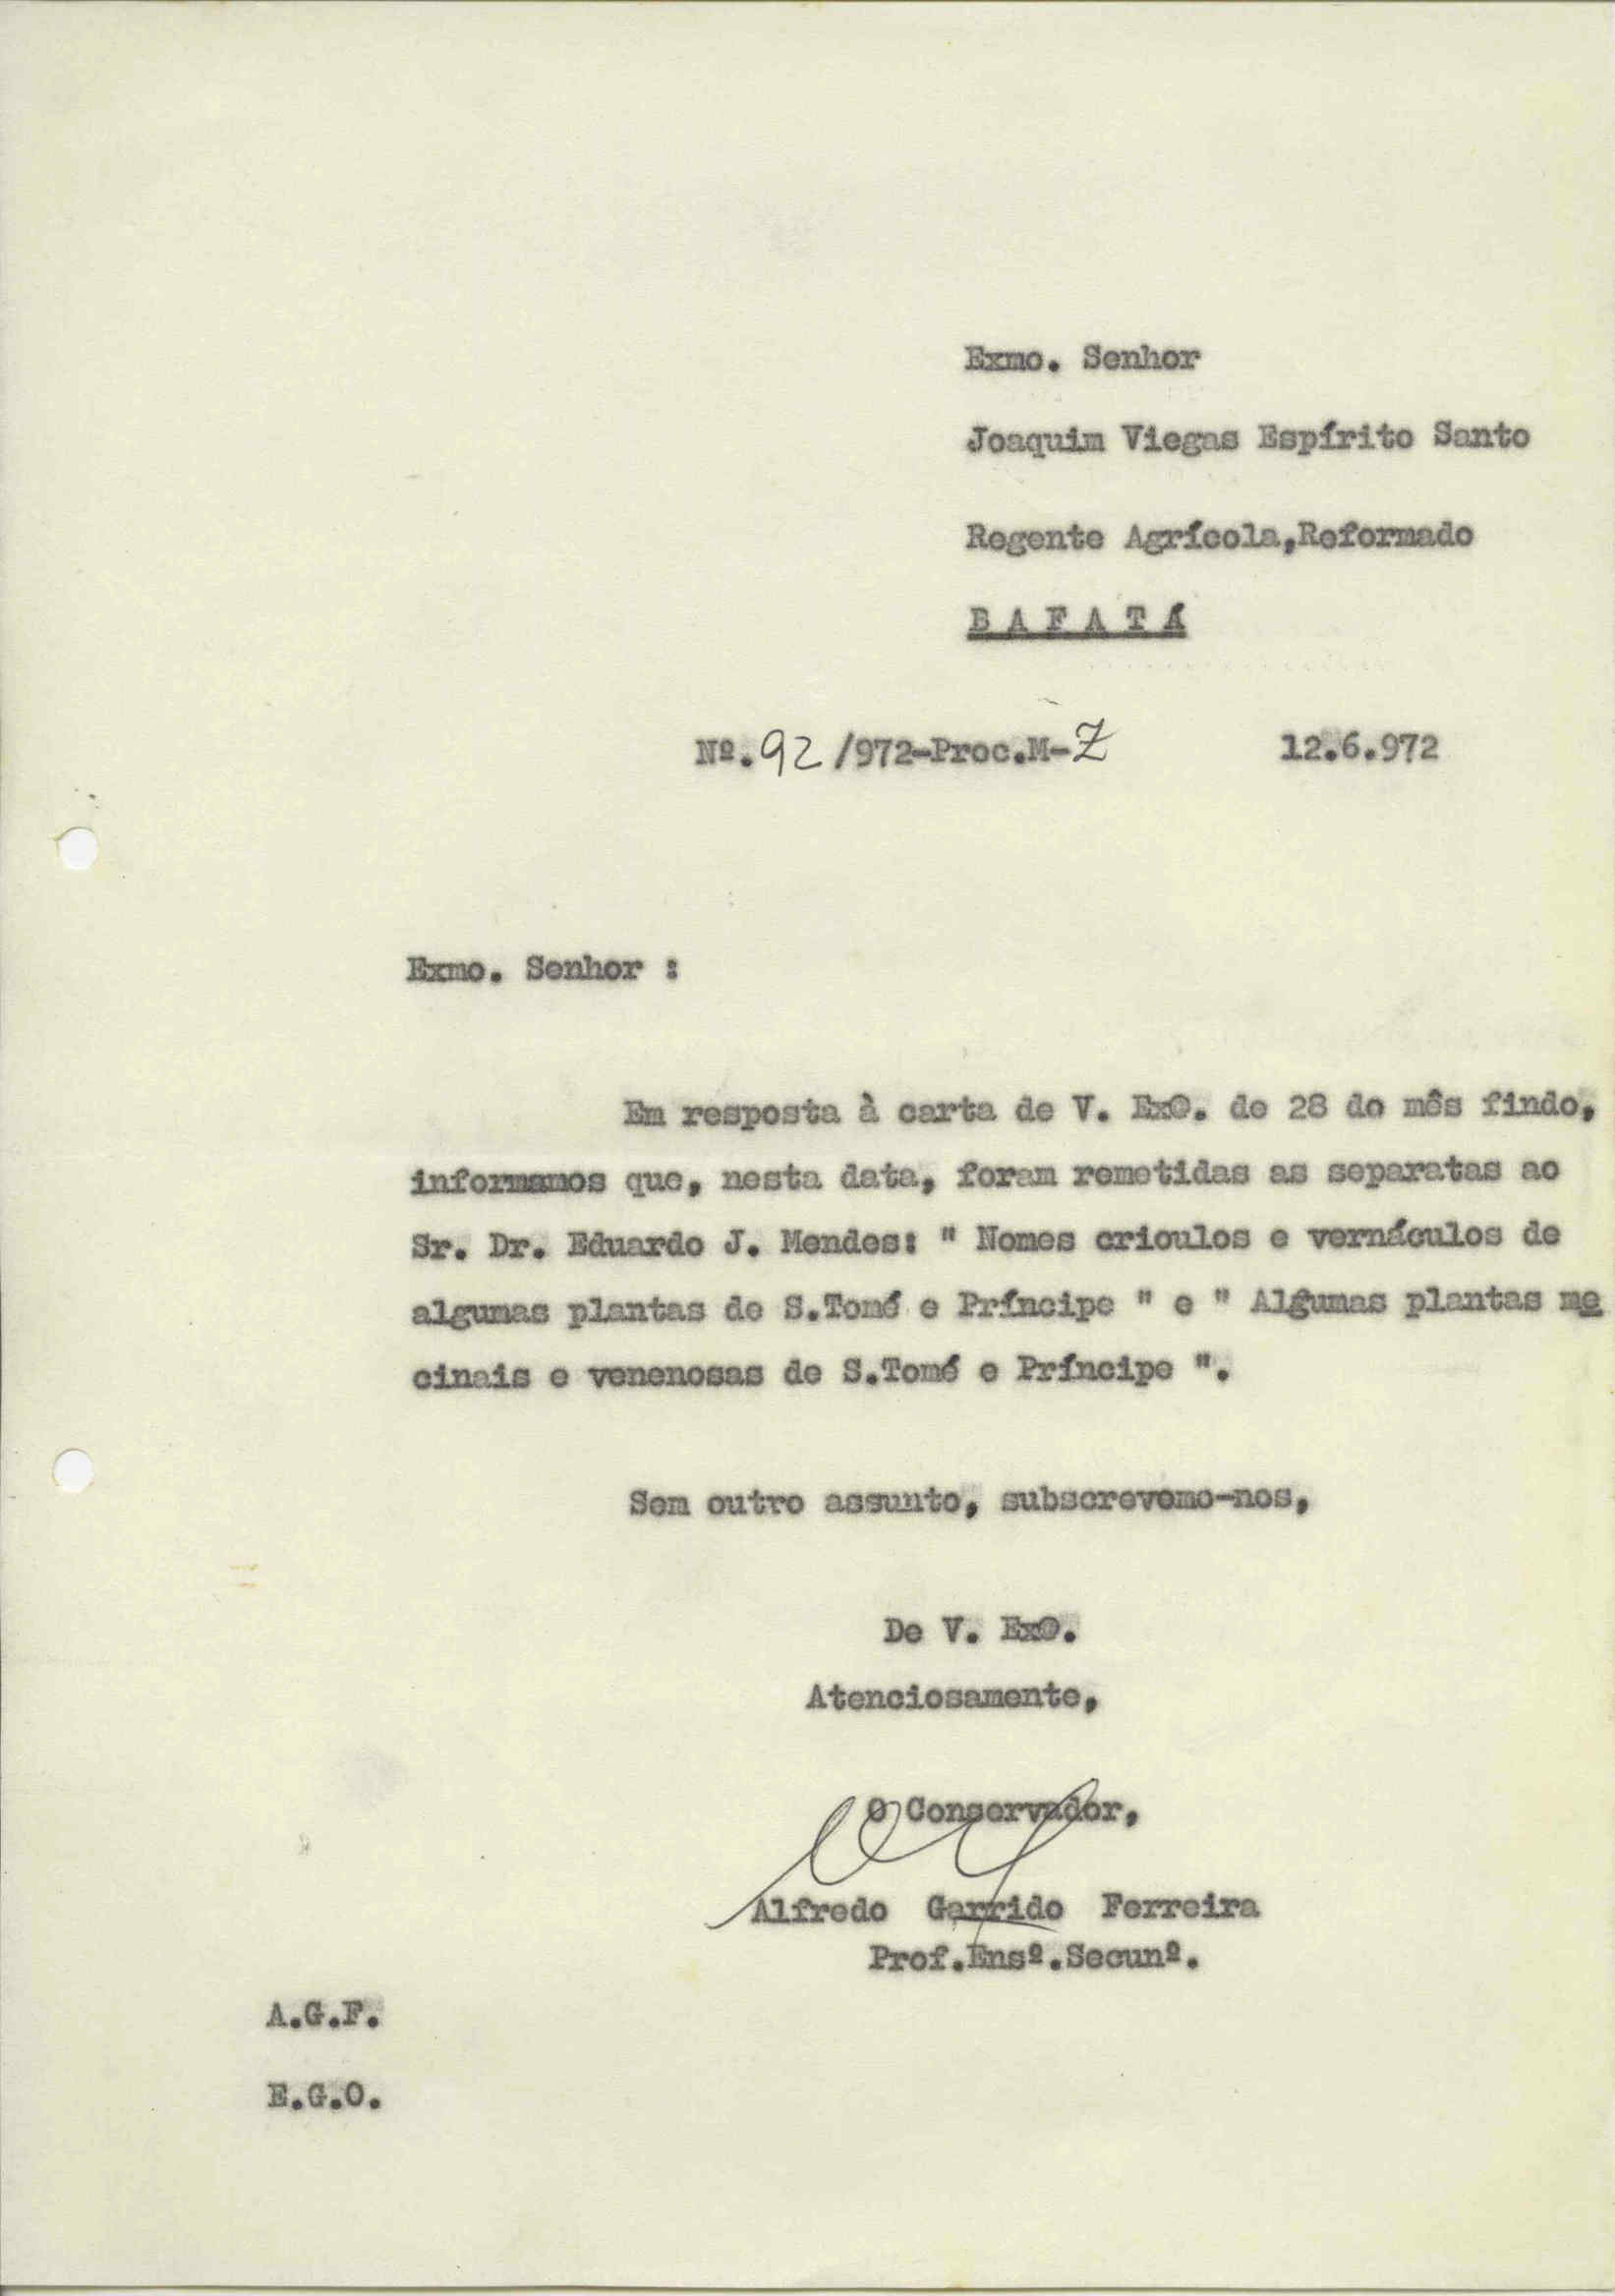 Exmo. Senhor
Joaquim Viegas Espírito Santo
Regente Agrícola,Reformado
B A F A T Á
Nº.92/972-Proc.M-Z 12.6.972
Exmo. Senhor :
Em resposta à carta de V. Exª. de 28 do mês findo,
informamos que, nesta data, foram remetidas as separatas ao
Sr. Dr. Eduardo J. Mendes: " Nomes crioulos e vernáculos de
algumas plantas de S.Tomé e Príncipe " e " Algumas plantas me
cinais e venenosas de S.Tomé e Príncipe ".
Sem outro assunto, subscrevemo-nos,
De V. Exª.
Atenciosamente,
O Conservador,
Alfredo Garrido Ferreira
Prof.Ensº.Secunº.
A.G.F.
E.G.O.